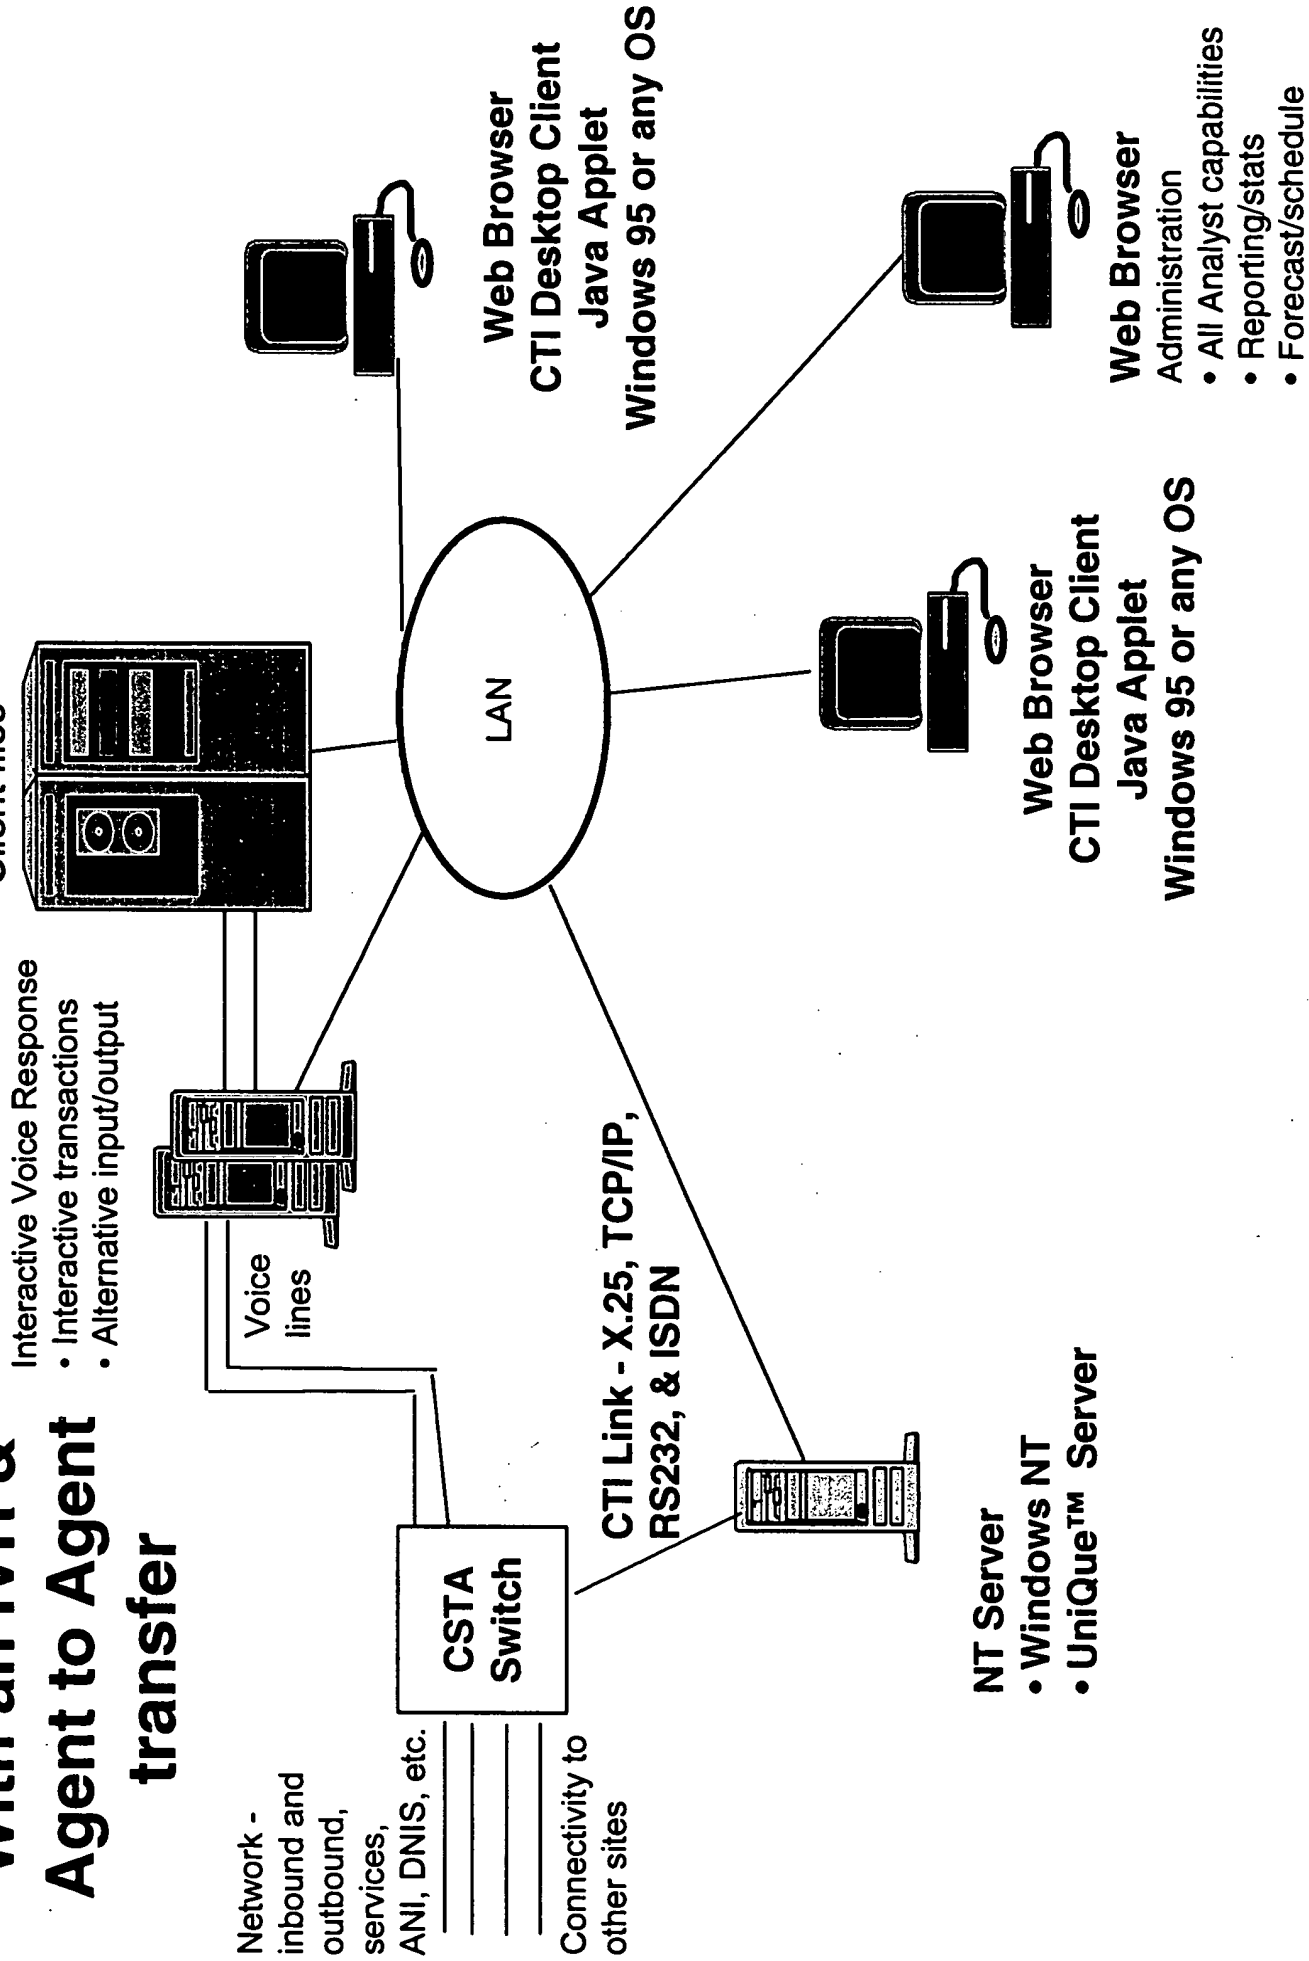 Agent to Agent
transfer
Interactive Voice Response
• Interactive transactions
• Alternative input/output
Voice
lines
Network -
inbound and
outbound,
services,
ANI, DNIS, etc.
CSTA
Switch
Connectivity to
other sites
CTI Link - X.25, TCP/IP,
RS232, & ISDN
NT Server
• Windows NT
• UniQue™ Server
LAN
Web Browser
CTI Desktop Client
Java Applet
Windows 95 or any OS
Web Browser
CTI Desktop Client
Java Applet
Windows 95 or any OS
Web Browser
Administration
• All Analyst capabilities
• Reporting/stats
• Forecast/schedule